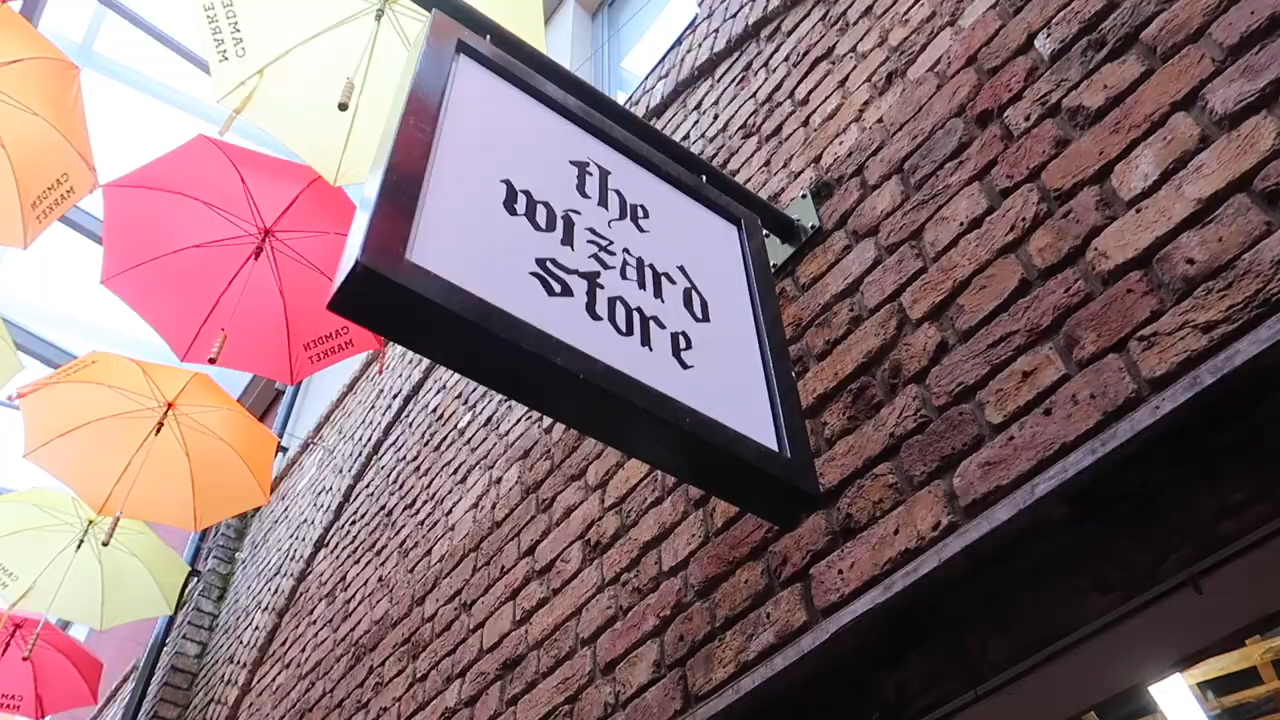 the
wizard
store
CAMDEN
MARKET
CAMDEN
MARKET
CAMDEN
MARKET